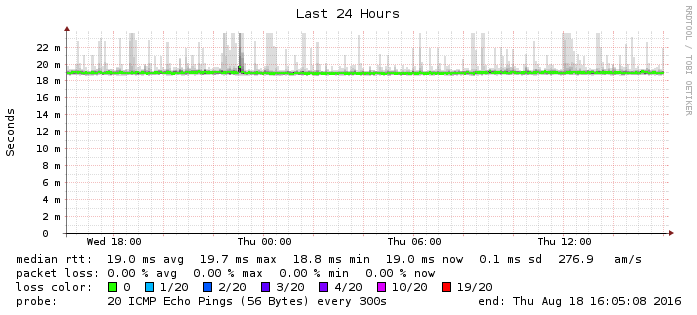 Last 24 Hours
RRDTOOL / TOBI OETIKER
Seconds
22 m
20 m
18 m
16 m
14 m
12 m
10 m
8 m
6 m
4 m
2 m
0
Wed 18:00 Thu 00:00 Thu 06:00 Thu 12:00
median rtt: 19.0 ms avg 19.7 ms max 18.8 ms min 19.0 ms now 0.1 ms sd 276.9 am/s
packet loss: 0.00 % avg 0.00 % max 0.00 % min 0.00 % now
loss color: 0 1/20 2/20 3/20 4/20 10/20 19/20
probe: 20 ICMP Echo Pings (56 Bytes) every 300s end: Thu Aug 18 16:05:08 2016